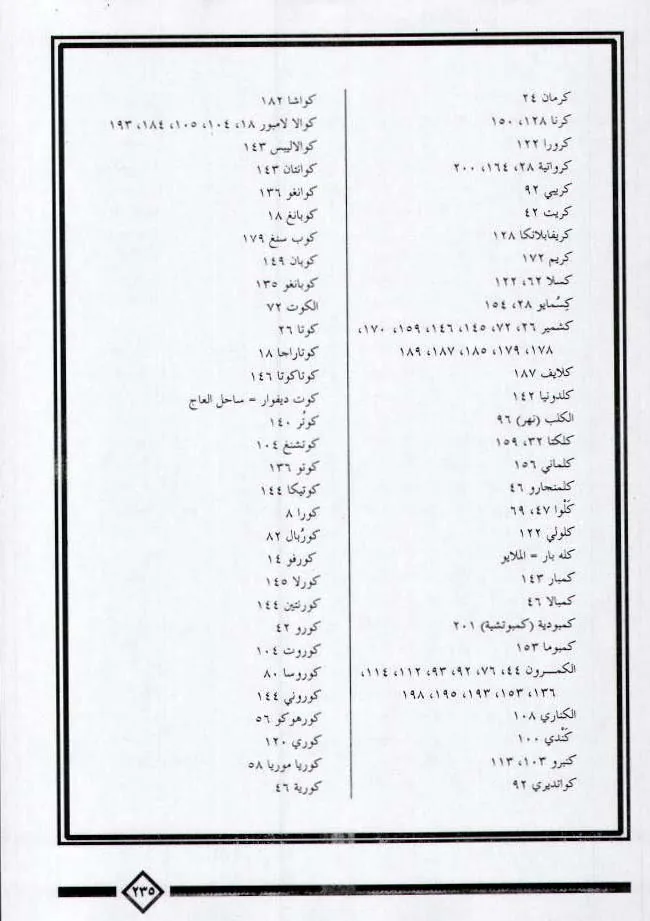 كرمان ٢٤
كرنا ١٢٨، ١٥٠
كرورا ١٢٢
كرواتية ٢٨، ١٦٤، ٢٠٠
كريبي ٩٢
كريت ٤٢
كريفابلانكا ١٢٨
كريم ١٧٢
كسلا ٦٢، ١٢٢
كِسْمايو ٢٨، ١٥٤
كشمير ٢٦، ٧٢، ١٤٥، ١٤٦، ١٥٩، ١٧٠،
١٧٨، ١٧٩، ١٨٥، ١٨٧، ١٨٩
كلايف ١٨٧
كلدونيا ١٤٢
الكلب (نهر) ٩٦
كلكتا ٣٢، ١٥٩
كلماني ١٥٦
كلمنجارو ٤٦
كَلْوا ٤٧، ٦٩
كلولي ١٢٢
كله بار = الملايو
كمبار ١٤٣
كمبالا ٤٦
كمبودية (كمبوتشية) ٢٠١
كمبوما ١٥٣
الكمسرون ٤٤، ٧٦، ٩٢، ٩٣، ١١٢، ١١٤،
١٣٦، ١٥٣، ١٩٣، ١٩٥، ١٩٨
الكناري ١٠٨
كَنْدي ١٠٠
كنبرو ١٠٣، ١١٣
كوانديري ٩٢
كواشا ١٨٢
كوالا لامبور ١٨، ١٠٤، ١٠٥، ١٨٤، ١٩٣
كوالاليبس ١٤٣
كوانتان ١٤٣
كوانغو ١٣٦
كوبانغ ١٨
كوب سنغ ١٧٩
كوبان ١٤٩
كوبانغو ١٣٥
الكوت ٧٢
كوتا ٢٦
كوتاراجا ١٨
كوتاكوتا ١٤٦
كوت ديفوار = ساحل العاج
كوتُر ١٤٠
كوتشنغ ١٠٤
كوتو ١٣٦
كوتيكا ١٤٤
كورا ٨
كورُبال ٨٢
كورفو ١٤
كورلا ١٤٥
كورنتين ١٤٤
كورو ٤٢
كوروت ١٠٤
كوروسا ٨٠
كوروني ١٤٤
كورهوكو ٥٦
كوري ١٢٠
كوريا موريا ٥٨
كورية ٤٦
٢٣٥